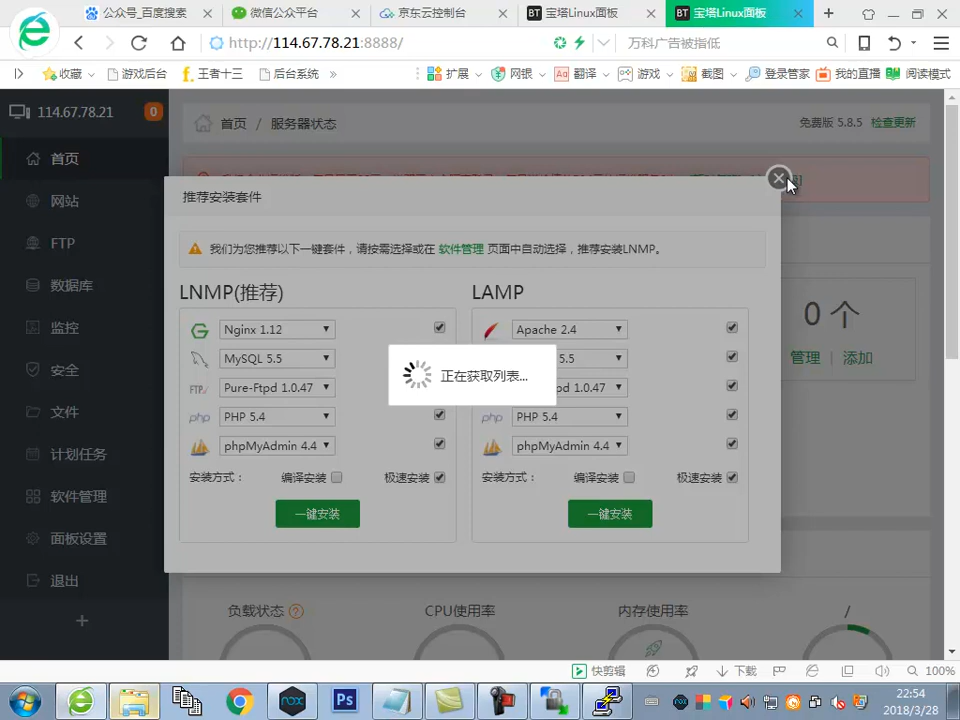 公众号_百度搜索
微信公众平台
京东云控制台
宝塔Linux面板
宝塔Linux面板
http://114.67.78.21:8888/
万科广告被指低
收藏
游戏后台
王者十三
后台系统
扩展
网银
翻译
游戏
截图
登录管家
我的直播
阅读模式
114.67.78.21
0
首页
网站
FTP
数据库
监控
安全
文件
计划任务
软件管理
面板设置
退出
首页 / 服务器状态
免费版 5.8.5 检查更新
推荐安装套件
我们为您推荐以下一键套件，请按需选择或在 软件管理 页面中自动选择，推荐安装LNMP。
LNMP(推荐)
Nginx 1.12
MySQL 5.5
FTP Pure-Ftpd 1.0.47
php PHP 5.4
phpMyAdmin 4.4
安装方式： 编译安装 极速安装
一键安装
LAMP
Apache 2.4
5.5
pd 1.0.47
php PHP 5.4
phpMyAdmin 4.4
安装方式： 编译安装 极速安装
一键安装
正在获取列表...
0 个
管理 | 添加
负载状态
CPU使用率
内存使用率
/
快剪辑
下载
100%
22:54
2018/3/28